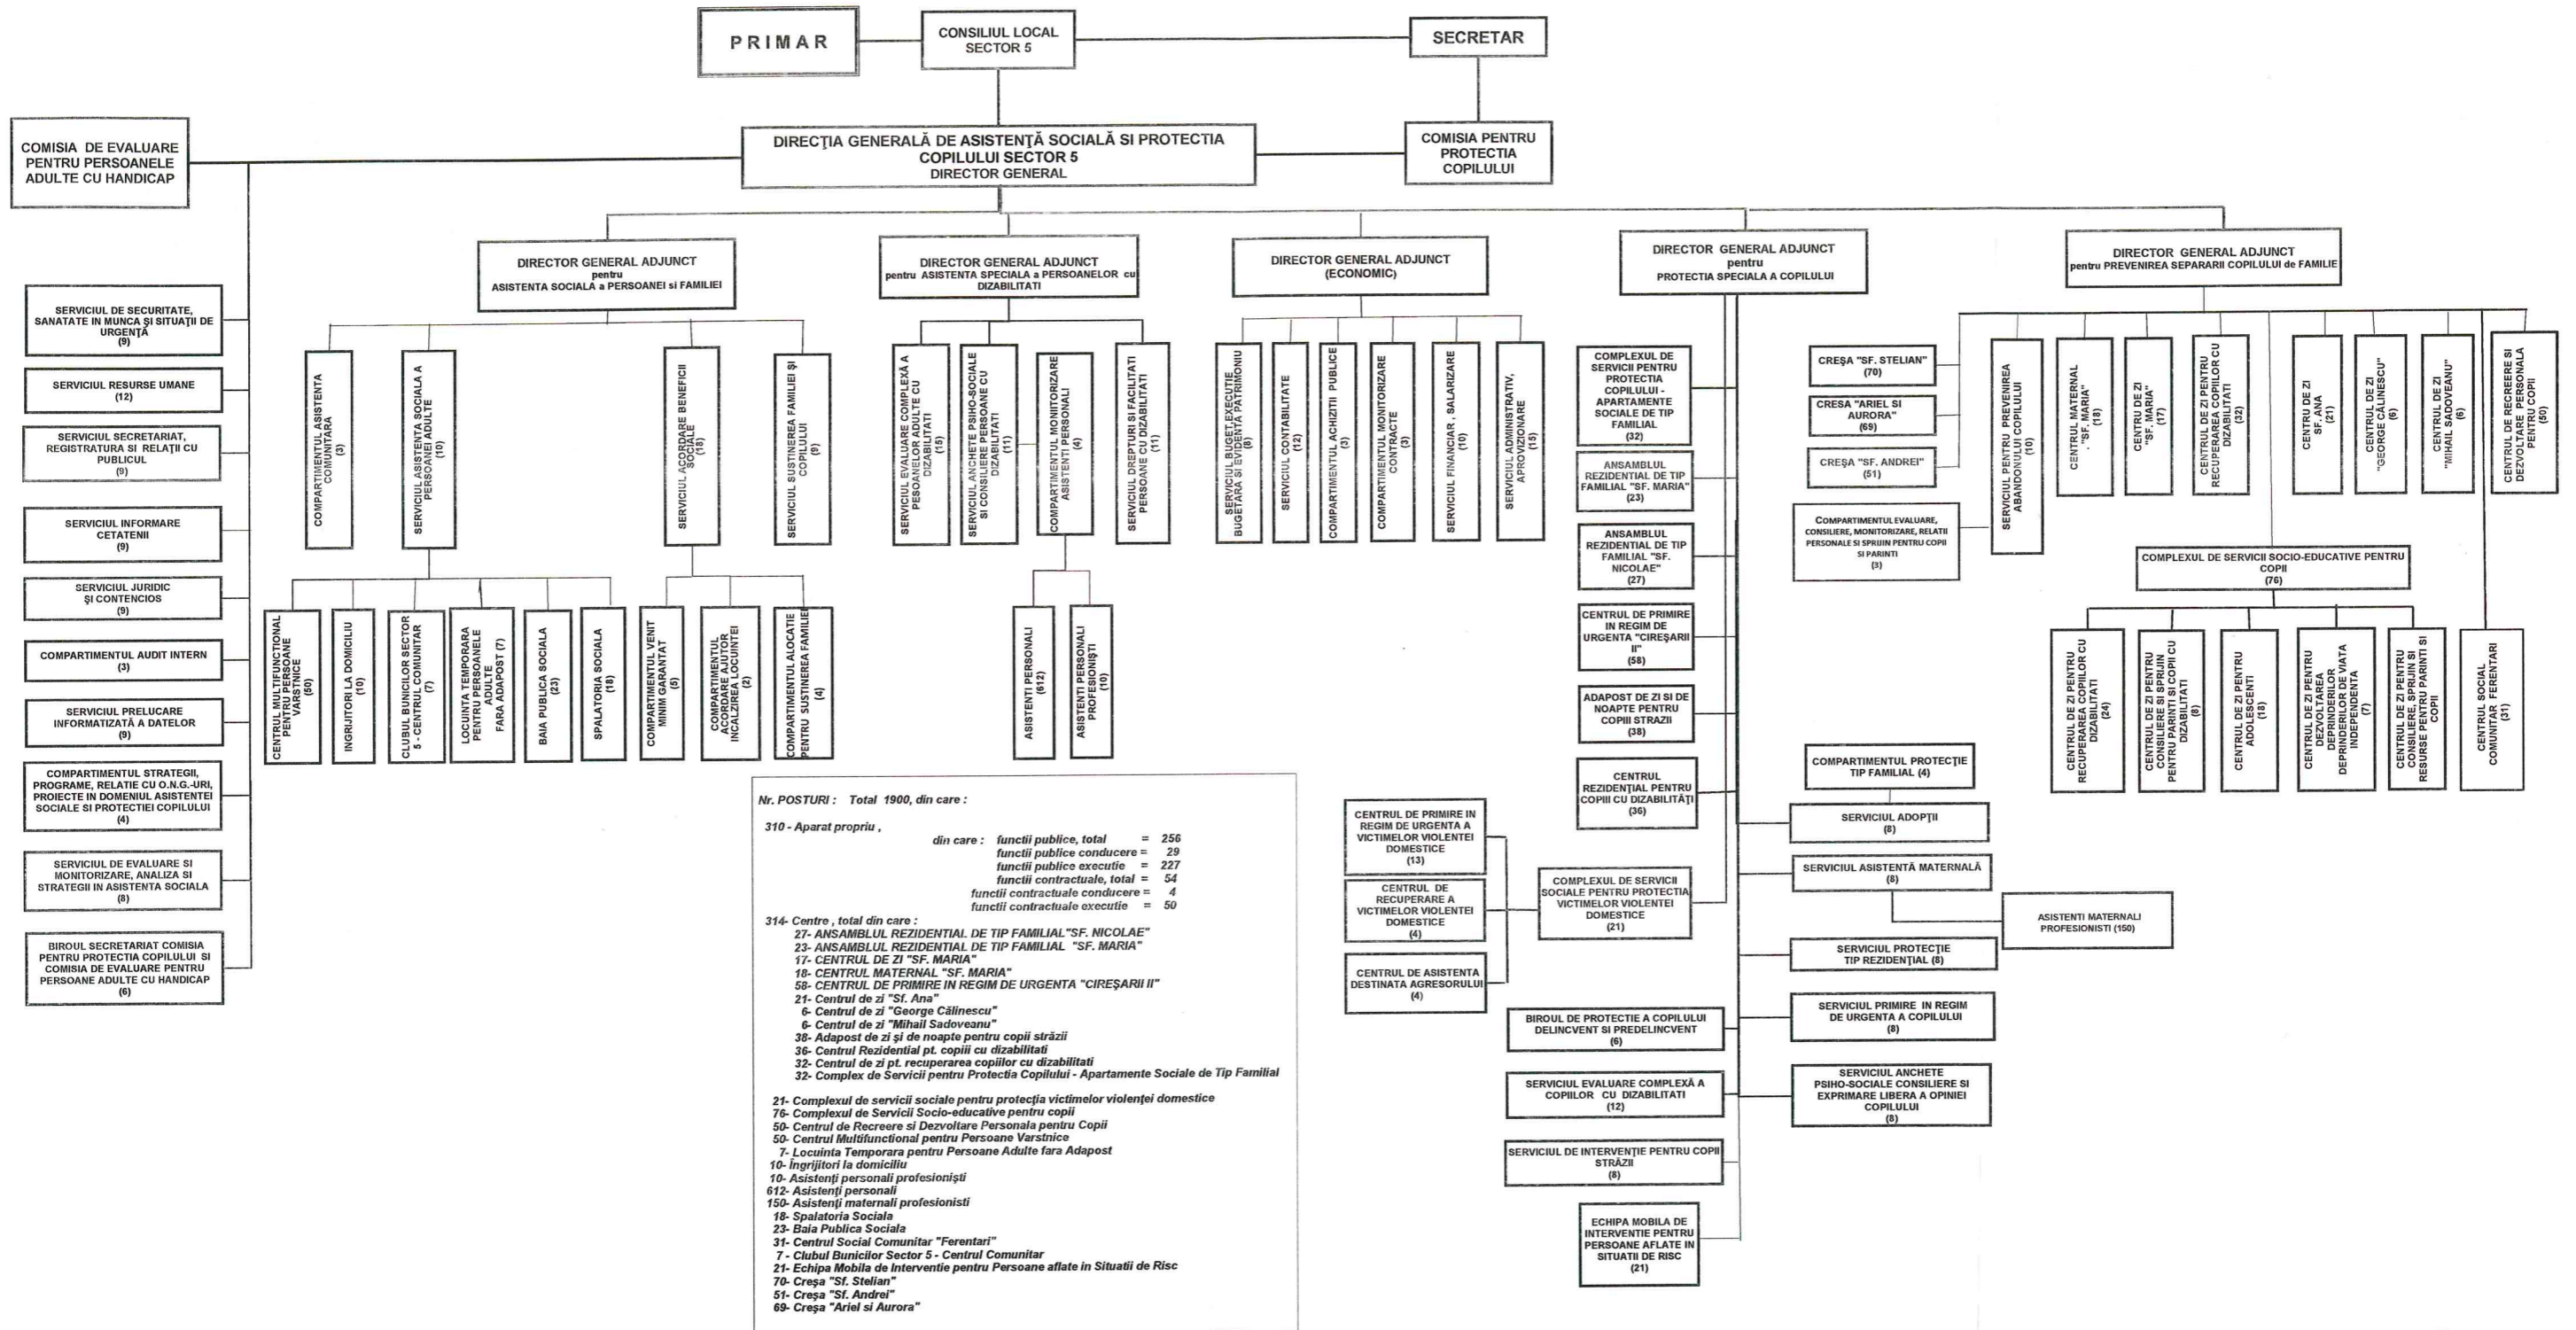 PRIMAR
CONSILIUL LOCAL
SECTOR 5
SECRETAR
COMISIA DE EVALUARE
PENTRU PERSOANELE
ADULTE CU HANDICAP
DIRECŢIA GENERALĂ DE ASISTENŢĂ SOCIALĂ SI PROTECTIA
COPILULUI SECTOR 5
DIRECTOR GENERAL
COMISIA PENTRU
PROTECTIA
COPILULUI
DIRECTOR GENERAL ADJUNCT
pentru
ASISTENTA SOCIALA a PERSOANEI si FAMILIEI
DIRECTOR GENERAL ADJUNCT
pentru ASISTENTA SPECIALA a PERSOANELOR cu
DIZABILITATI
DIRECTOR GENERAL ADJUNCT
(ECONOMIC)
DIRECTOR GENERAL ADJUNCT
pentru
PROTECTIA SPECIALA A COPILULUI
DIRECTOR GENERAL ADJUNCT
pentru PREVENIREA SEPARARII COPILULUI de FAMILIE
SERVICIUL DE SECURITATE,
SANATATE IN MUNCA ŞI SITUAŢII DE
URGENŢĂ
(9)
SERVICIUL RESURSE UMANE
(12)
SERVICIUL SECRETARIAT,
REGISTRATURA SI RELAŢII CU
PUBLICUL
(9)
SERVICIUL INFORMARE
CETATENII
(9)
SERVICIUL JURIDIC
ŞI CONTENCIOS
(9)
COMPARTIMENTUL AUDIT INTERN
(3)
SERVICIUL PRELUCARE
INFORMATIZATĂ A DATELOR
(9)
COMPARTIMENTUL STRATEGII,
PROGRAME, RELATIE CU O.N.G.-URI,
PROIECTE IN DOMENIUL ASISTENTEI
SOCIALE SI PROTECTIEI COPILULUI
(4)
SERVICIUL DE EVALUARE SI
MONITORIZARE, ANALIZA SI
STRATEGII IN ASISTENTA SOCIALA
(8)
BIROUL SECRETARIAT COMISIA
PENTRU PROTECTIA COPILULUI SI
COMISIA DE EVALUARE PENTRU
PERSOANE ADULTE CU HANDICAP
(6)
COMPARTIMENTUL ASISTENTA
COMUNITARA
(3)
SERVICIUL ASISTENTA SOCIALA A
PERSOANEI ADULTE
(10)
SERVICIUL ACORDARE BENEFICII
SOCIALE
(18)
SERVICIUL SUSTINEREA FAMILIEI ŞI
COPILULUI
(9)
CENTRUL MULTIFUNCTIONAL
PENTRU PERSOANE
VARSTNICE
(50)
INGRIJITORI LA DOMICILIU
(10)
CLUBUL BUNICILOR SECTOR
5 - CENTRUL COMUNITAR
(7)
LOCUINTA TEMPORARA
PENTRU PERSOANELE
ADULTE
FARA ADAPOST (7)
BAIA PUBLICA SOCIALA
(23)
SPALATORIA SOCIALA
(18)
COMPARTIMENTUL VENIT
MINIM GARANTAT
(5)
COMPARTIMENTUL
ACORDARE AJUTOR
INCALZIREA LOCUINTEI
(2)
COMPARTIMENTUL ALOCATIE
PENTRU SUSTINEREA FAMILIEI
(4)
SERVICIUL EVALUARE COMPLEXĂ A
PESOANELOR ADULTE CU
DIZABILITATI
(15)
SERVICIUL ANCHETE PSIHO-SOCIALE
SI CONSILIERE PERSOANE CU
DIZABILITATI
(11)
COMPARTIMENTUL MONIITORIZARE
ASISTENTI PERSONALI
(4)
SERVICIUL DREPTURI SI FACILITATI
PERSOANE CU DIZABILITATI
(11)
ASISTENTI PERSONALI
(612)
ASISTENTI PERSONALI
PROFESIONIŞTI
(10)
SERVICIUL BUGET,EXECUTIE
BUGETARA SI EVIDENTA PATRIMONIU
(8)
SERVICIUL CONTABILITATE
(12)
COMPARTIMENTUL ACHIZITII PUBLICE
(3)
COMPARTIMENTUL MONITORIZARE
CONTRACTE
(3)
SERVICIUL FINANCIAR , SALARIZARE
(10)
SERVICIUL ADMINISTRATIV,
APROVIZIONARE
(15)
COMPLEXUL DE
SERVICII PENTRU
PROTECTIA
COPILULUI -
APARTAMENTE
SOCIALE DE TIP
FAMILIAL
(32)
ANSAMBLUL
REZIDENTIAL DE TIP
FAMILIAL "SF. MARIA"
(23)
ANSAMBLUL
REZIDENTIAL DE TIP
FAMILIAL "SF.
NICOLAE"
(27)
CENTRUL DE PRIMIRE
IN REGIM DE
URGENTA "CIREŞARII
II"
(58)
ADAPOST DE ZI SI DE
NOAPTE PENTRU
COPIII STRAZII
(38)
CENTRUL
REZIDENŢIAL PENTRU
COPIII CU DIZABILITĂŢI
(36)
CENTRUL DE PRIMIRE IN
REGIM DE URGENTA A
VICTIMELOR VIOLENTEI
DOMESTICE
(13)
CENTRUL DE
RECUPERARE A
VICTIMELOR VIOLENTEI
DOMESTICE
(4)
CENTRUL DE ASISTENTA
DESTINATA AGRESORULUI
(4)
COMPLEXUL DE SERVICII
SOCIALE PENTRU PROTECTIA
VICTIMELOR VIOLENTEI
DOMESTICE
(21)
BIROUL DE PROTECTIE A COPILULUI
DELINCVENT SI PREDELINCVENT
(6)
SERVICIUL EVALUARE COMPLEXĂ A
COPIILOR CU DIZABILITATI
(12)
SERVICIUL DE INTERVENŢIE PENTRU COPII
STRĂZII
(8)
ECHIPA MOBILA DE
INTERVENTIE PENTRU
PERSOANE AFLATE IN
SITUATII DE RISC
(21)
COMPARTIMENTUL PROTECŢIE
TIP FAMILIAL (4)
SERVICIUL ADOPŢII
(8)
SERVICIUL ASISTENTĂ MATERNALĂ
(8)
ASISTENTI MATERNALI
PROFESIONISTI (150)
SERVICIUL PROTECŢIE
TIP REZIDENŢIAL (8)
SERVICIUL PRIMIRE IN REGIM
DE URGENTA A COPILULUI
(8)
SERVICIUL ANCHETE
PSIHO-SOCIALE CONSILIERE SI
EXPRIMARE LIBERA A OPINIEI
COPILULUI
(8)
CREŞA "SF. STELIAN"
(70)
CRESA "ARIEL SI
AURORA"
(69)
CREŞA "SF. ANDREI"
(51)
COMPARTIMENTUL EVALUARE,
CONSILIERE, MONITORIZARE, RELATII
PERSONALE SI SPRIJIN PENTRU COPII
SI PARINTI
(3)
SERVICIUL PENTRU PREVENIREA
ABANDONULUI COPILULUI
(10)
CENTRUL MATERNAL
. "SF. MARIA"
(18)
CENTU DE ZI
"SF. MARIA"
(17)
CENTRUL DE ZI PENTRU
RECUPERAREA COPIILOR CU
DIZABILITATI
(32)
CENTRU DE ZI
SF. ANA
(21)
CENTRUL DE ZI
"GEORGE CĂLINESCU"
(6)
CENTRUL DE ZI
"MIHAIL SADOVEANU"
(6)
CENTRUL DE RECREERE SI
DEZVOLTARE PERSONALA
PENTRU COPII
(50)
COMPLEXUL DE SERVICII SOCIO-EDUCATIVE PENTRU
COPII
(76)
CENTRUL DE ZI PENTRU
RECUPERAREA COPIILOR CU
DIZABILITATI
(24)
CENTRUL DE ZI PENTRU
CONSILIERE SI SPRIJIN
PENTRU PARINTI SI COPII CU
DIZABILITATI
(8)
CENTRUL DE ZI PENTRU
ADOLESCENTI
(18)
CENTRUL DE ZI PENTRU
DEZVOLTAREA
DEPRINDERILOR
DEPRINDERILOR DE VIATA
INDEPENDENTA
(7)
CENTRUL DE ZI PENTRU
CONSILIERE, SPRIJIN SI
RESURSE PENTRU PARINTI SI
COPII
(8)
CENTRUL SOCIAL
COMUNITAR FERENTARI
(31)
Nr. POSTURI : Total 1900, din care :
310 - Aparat propriu ,
din care : functii publice, total = 256
functii publice conducere = 29
functii publice executie = 227
functii contractuale, total = 54
functii contractuale conducere = 4
functii contractuale executie = 50
314- Centre , total din care :
27- ANSAMBLUL REZIDENTIAL DE TIP FAMILIAL"SF. NICOLAE"
23- ANSAMBLUL REZIDENTIAL DE TIP FAMILIAL "SF. MARIA"
17- CENTRUL DE ZI "SF. MARIA"
18- CENTRUL MATERNAL "SF. MARIA"
58- CENTRUL DE PRIMIRE IN REGIM DE URGENTA "CIREŞARII II"
21- Centrul de zi "Sf. Ana"
6- Centrul de zi "George Călinescu"
6- Centrul de zi "Mihail Sadoveanu"
38- Adapost de zi şi de noapte pentru copii străzii
36- Centrul Rezidential pt. copiii cu dizabilitati
32- Centrul de zi pt. recuperarea copiilor cu dizabilitati
32- Complex de Servicii pentru Protectia Copilului - Apartamente Sociale de Tip Familial
21- Complexul de servicii sociale pentru protecţia victimelor violenţei domestice
76- Complexul de Servicii Socio-educative pentru copii
50- Centrul de Recreere si Dezvoltare Personala pentru Copii
50- Centrul Multifunctional pentru Persoane Varstnice
7- Locuinta Temporara pentru Persoane Adulte fara Adapost
10- Îngrijitori la domiciliu
10- Asistenţi personali profesionişti
612- Asistenţi personali
150- Asistenti maternali profesionisti
18- Spalatoria Sociala
23- Baia Publica Sociala
31- Centrul Social Comunitar "Ferentari"
7 - Clubul Bunicilor Sector 5 - Centrul Comunitar
21- Echipa Mobila de Interventie pentru Persoane aflate in Situatii de Risc
70- Creşa "Sf. Stelian"
51- Creşa "Sf. Andrei"
69- Creşa "Ariel si Aurora"